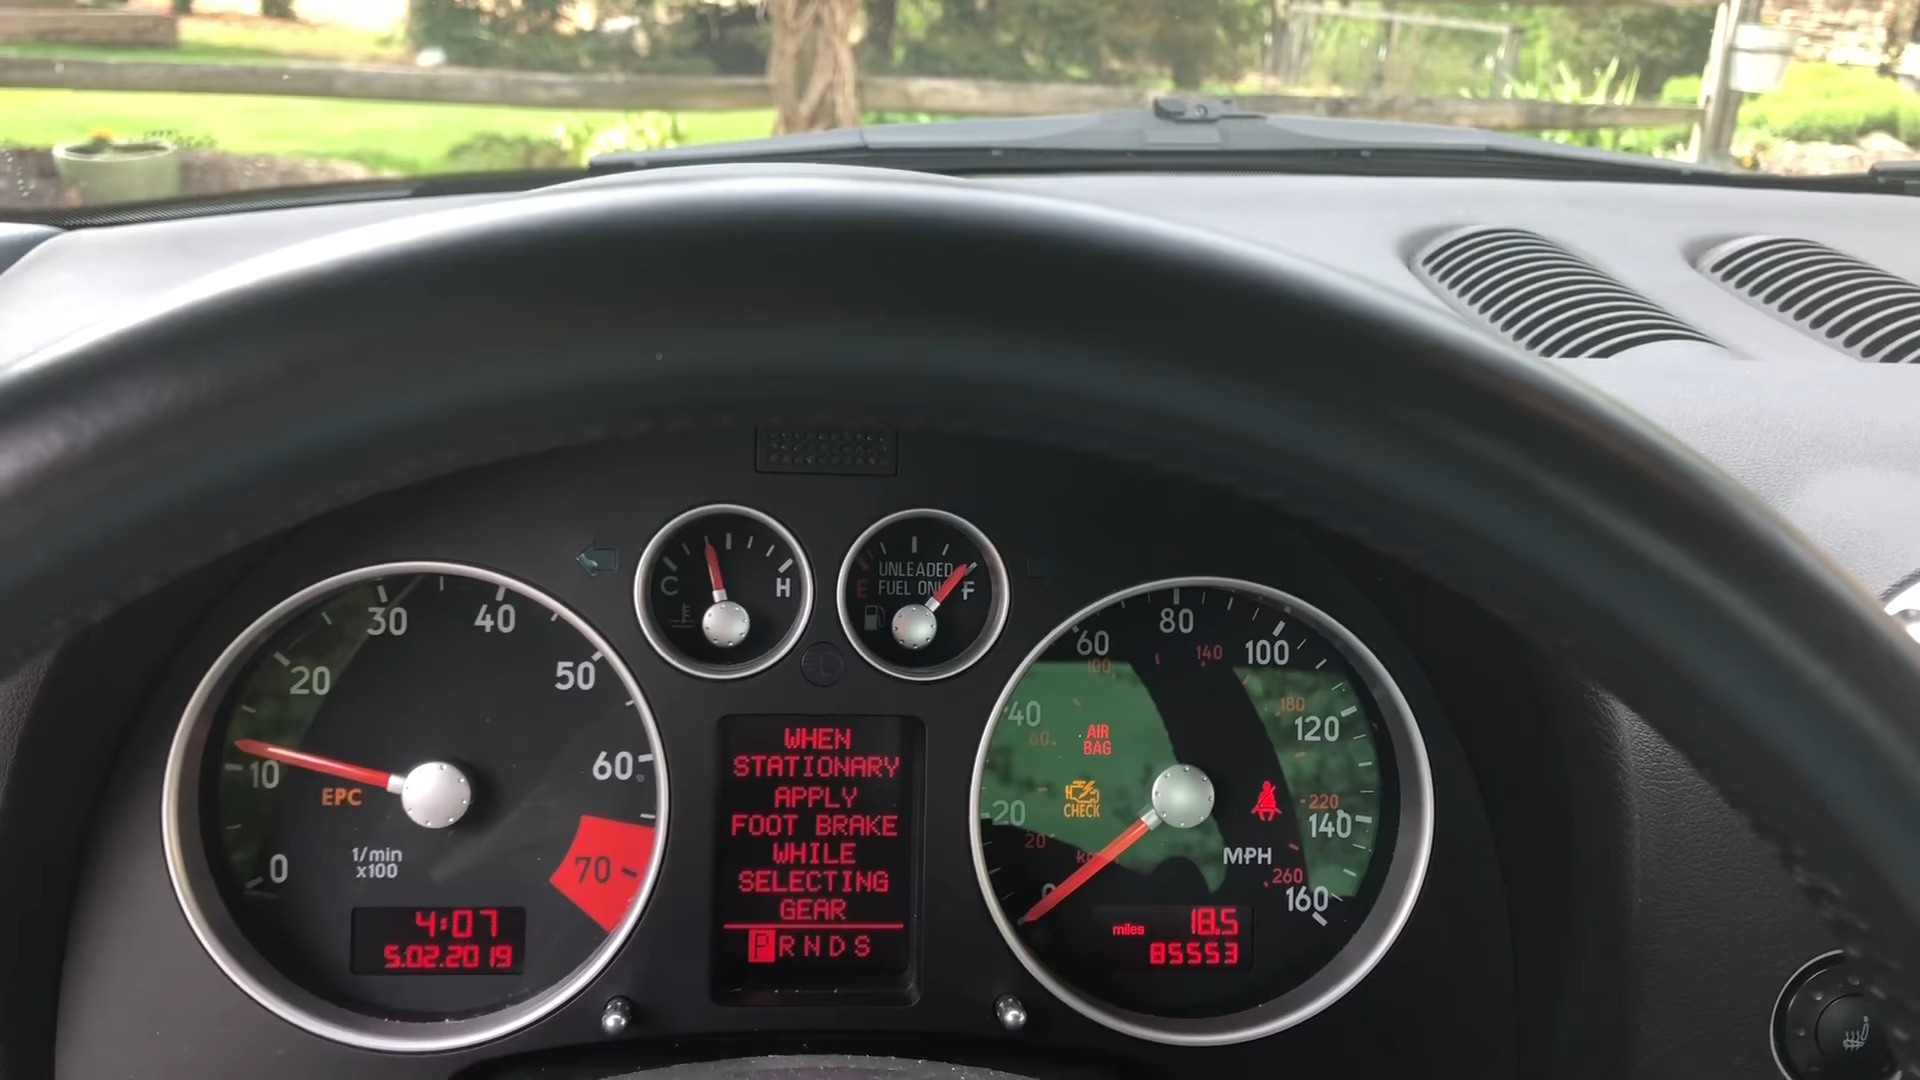 C
H
UNLEADED
FUEL ONLY
E
F
0
10
20
30
40
50
60
70
EPC
1/min
x100
4:07
5.02.2019
WHEN
STATIONARY
APPLY
FOOT BRAKE
WHILE
SELECTING
GEAR
PRNDS
0
20
40
60
80
100
120
140
160
20
60
100
140
180
220
260
AIR
BAG
CHECK
MPH
miles
18.5
85553